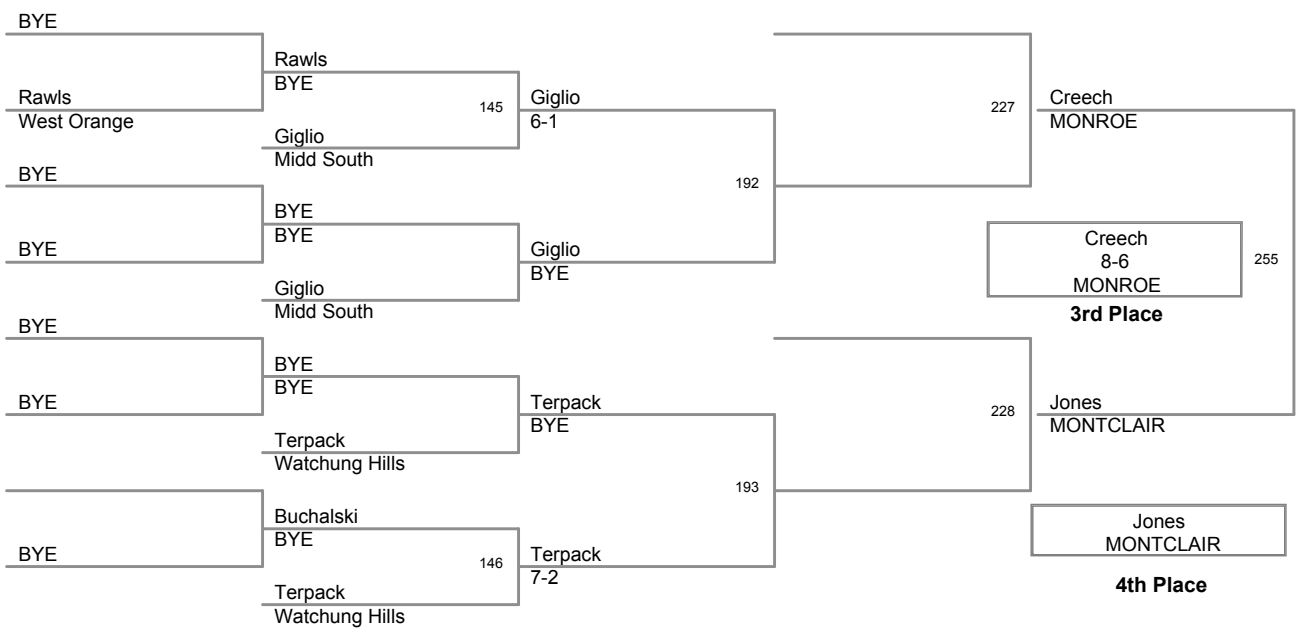 BYE
Rawls
West Orange
BYE
BYE
BYE
BYE
BYE
Rawls
BYE
145
Giglio
Midd South
BYE
BYE
Giglio
Midd South
BYE
BYE
Terpack
Watchung Hills
Buchalski
BYE
146
Terpack
Watchung Hills
Giglio
6-1
192
Giglio
BYE
Terpack
BYE
193
Terpack
7-2
227
228
Creech
MONROE
Creech
8-6
MONROE
255
3rd Place
Jones
MONTCLAIR
Jones
MONTCLAIR
4th Place